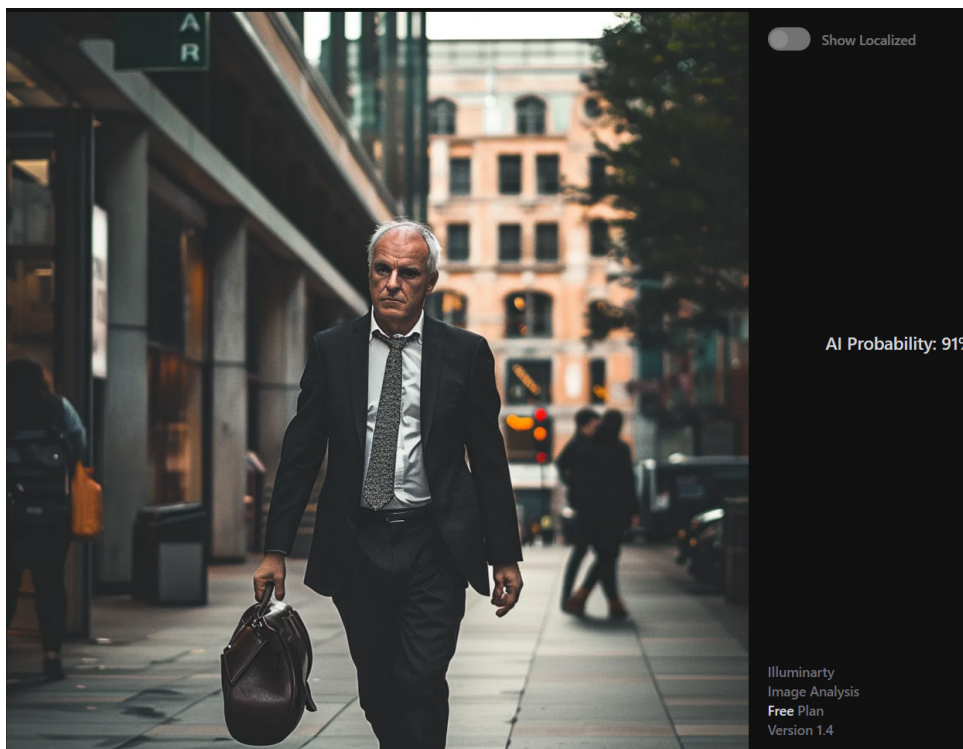 A
R
Show Localized
AI Probability: 91%
Illuminarty
Image Analysis
Free Plan
Version 1.4